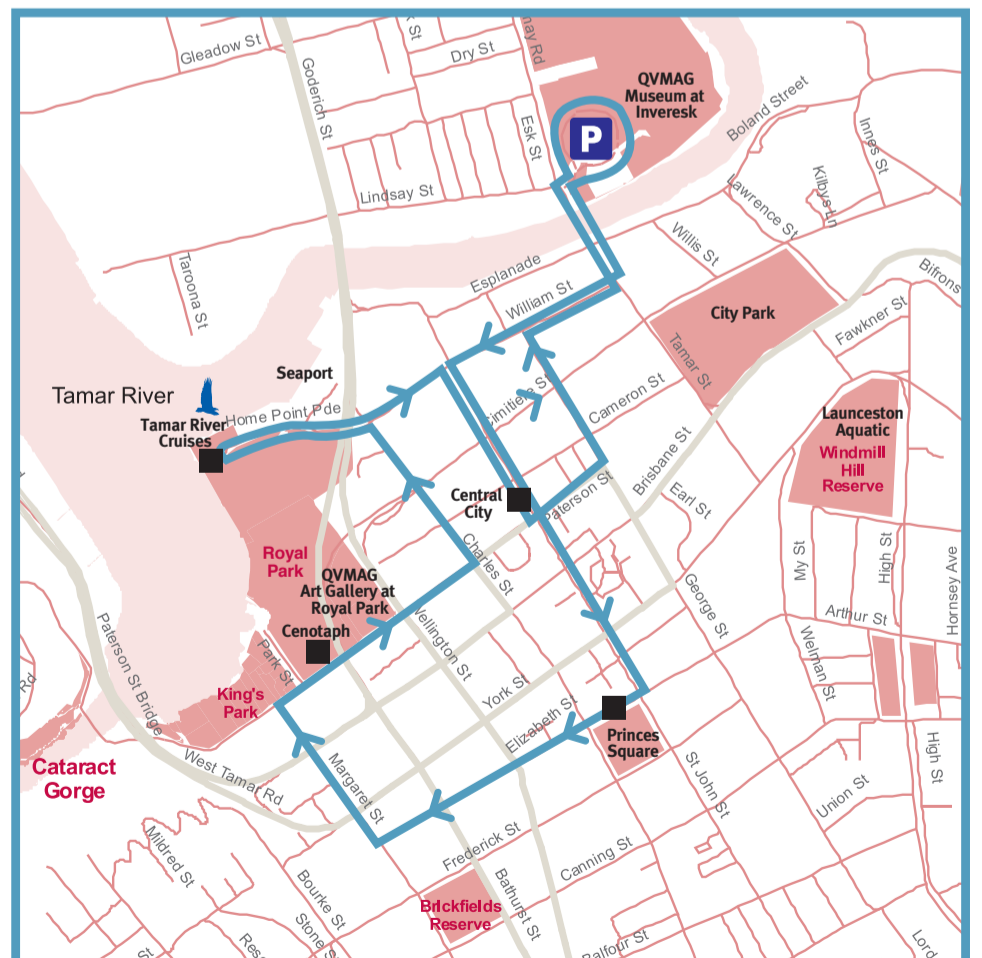 Gleadow St
Goderich St
Dry St
QVMAG
Museum at
Inveresk
P
Esk St
Boland Street
Innes St
Kilbys Ln
Lindsay St
Lawrence St
Willis St
Taroona St
Esplanade
William St
Bifrons
City Park
Fawkner St
Tamar St
Seaport
Tamar River
Home Point Pde
Tamar River
Cruises
Cameron St
Launceston
Aquatic
Windmill
Hill
Reserve
Brisbane St
Central
City
Paterson St
Earl St
Charles St
My St
High St
Hornsey Ave
Royal
Park
QVMAG
Art Gallery at
Royal Park
Cenotaph
George St
Arthur St
Wellington St
Welman St
Paterson St Bridge
Park St
Rd
King's
Park
York St
Elizabeth St
Princes
Square
Cataract
Gorge
West Tamar Rd
Margaret St
St John St
High St
Union St
Mildred St
Frederick St
Canning St
Bourke St
Bathurst St
Brickfields
Reserve
Stone S
Balfour St
St
Lord